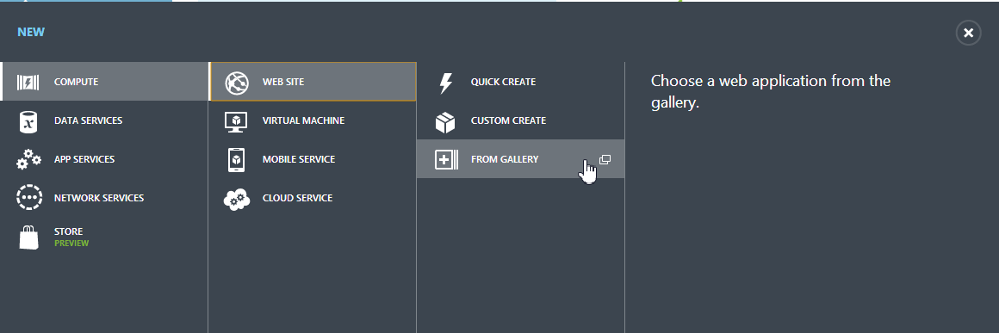 NEW
COMPUTE
DATA SERVICES
APP SERVICES
NETWORK SERVICES
STORE
PREVIEW
WEB SITE
VIRTUAL MACHINE
MOBILE SERVICE
CLOUD SERVICE
QUICK CREATE
CUSTOM CREATE
FROM GALLERY
Choose a web application from the
gallery.